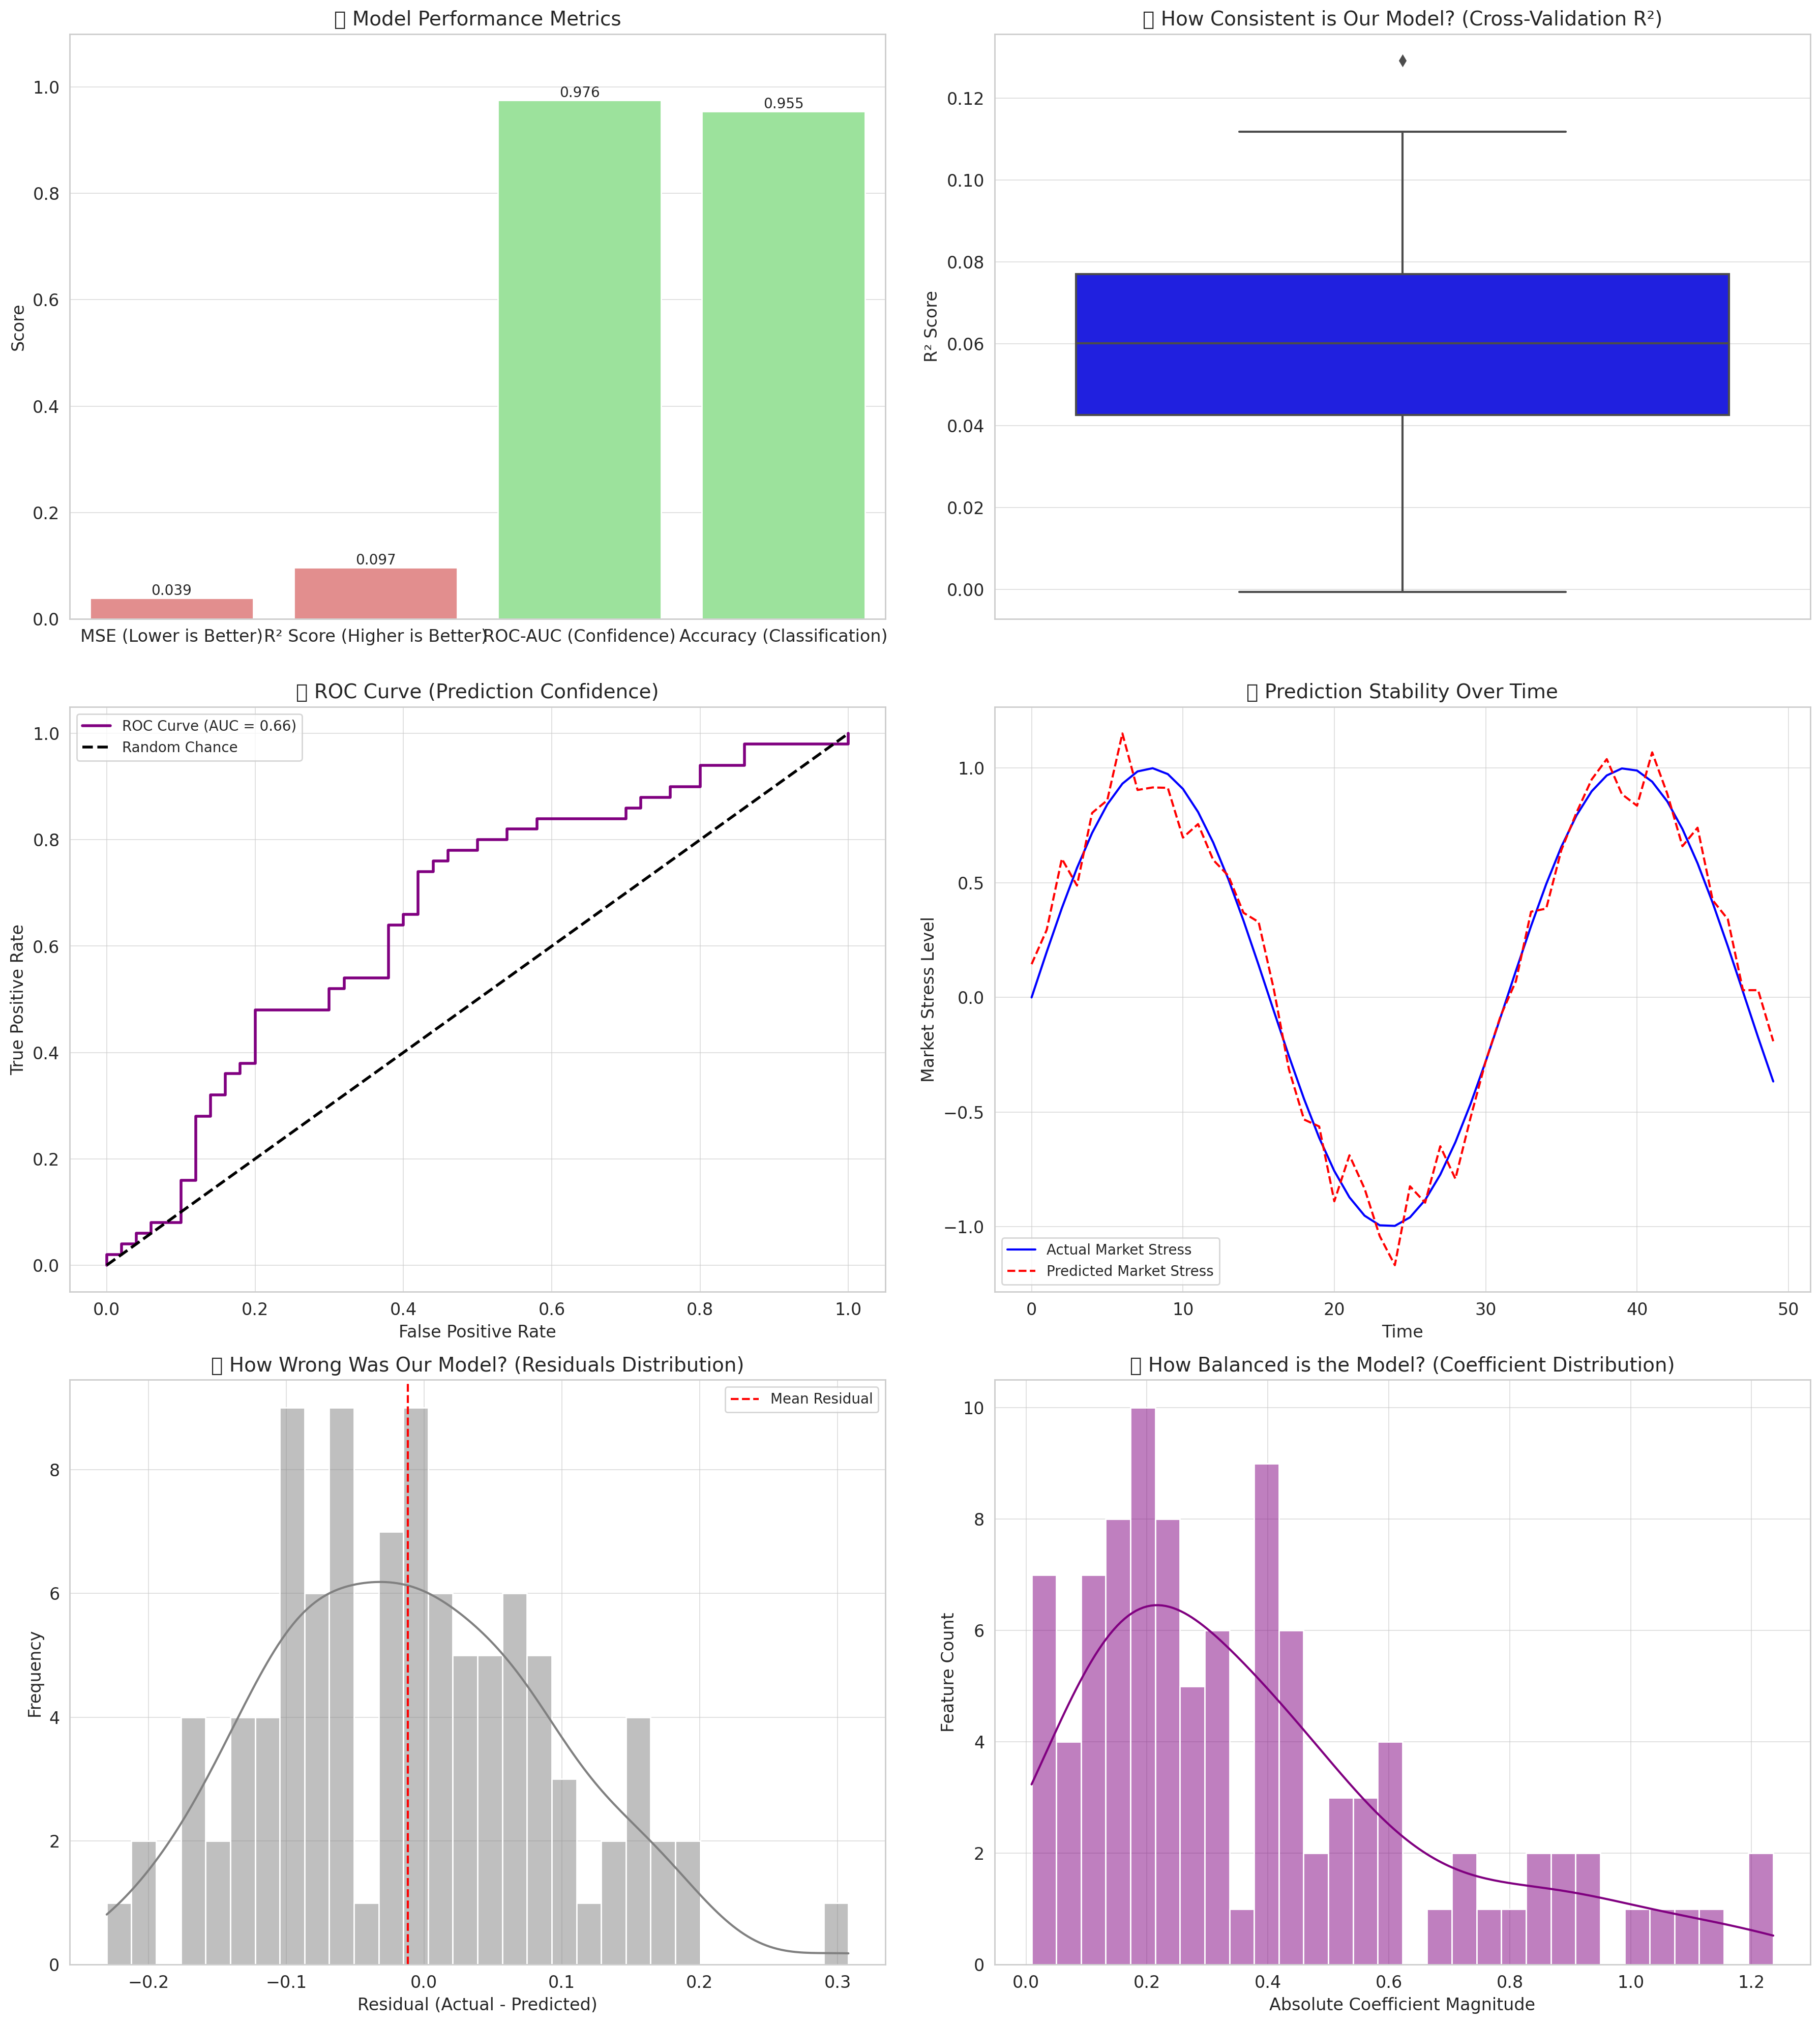 ▯ Model Performance Metrics
Score
1.0
0.8
0.6
0.4
0.2
0.0
0.039
0.097
0.976
0.955
MSE (Lower is Better)
R² Score (Higher is Better)
ROC-AUC (Confidence)
Accuracy (Classification)
▯ How Consistent is Our Model? (Cross-Validation R²)
R² Score
0.12
0.10
0.08
0.06
0.04
0.02
0.00
▯ ROC Curve (Prediction Confidence)
ROC Curve (AUC = 0.66)
Random Chance
True Positive Rate
1.0
0.8
0.6
0.4
0.2
0.0
0.0 0.2 0.4 0.6 0.8 1.0
False Positive Rate
▯ Prediction Stability Over Time
Market Stress Level
1.0
0.5
0.0
−0.5
−1.0
Actual Market Stress
Predicted Market Stress
0 10 20 30 40 50
Time
▯ How Wrong Was Our Model? (Residuals Distribution)
Mean Residual
Frequency
8
6
4
2
0
−0.2 −0.1 0.0 0.1 0.2 0.3
Residual (Actual - Predicted)
▯ How Balanced is the Model? (Coefficient Distribution)
Feature Count
10
8
6
4
2
0
0.0 0.2 0.4 0.6 0.8 1.0 1.2
Absolute Coefficient Magnitude